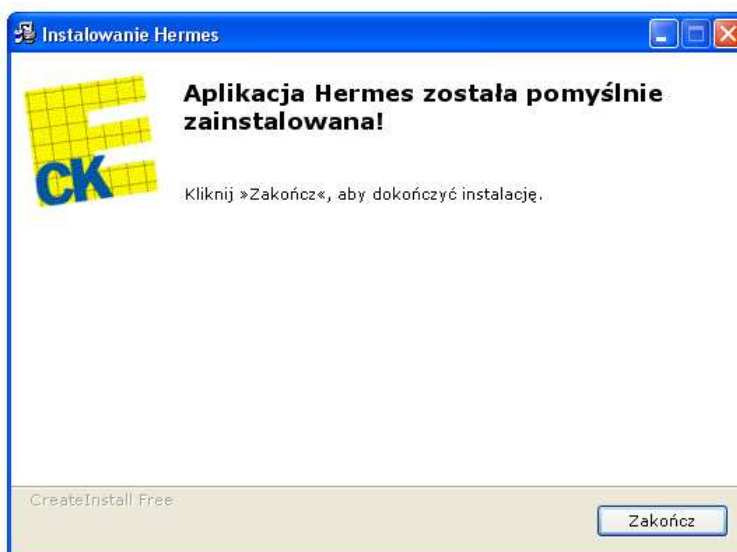 Instalowanie Hermes
CK
Aplikacja Hermes została pomyślnie
zainstalowana!
Kliknij »Zakończ«, aby dokończyć instalację.
CreateInstall Free
Zakończ